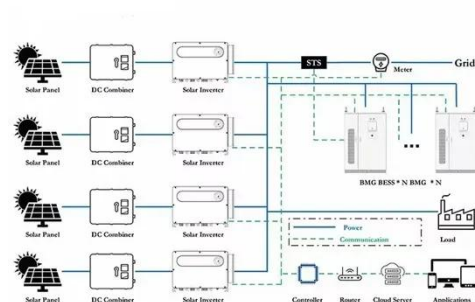 STS
Meter
Grid
Solar Panel
DC Combiner
Solar Inverter
BMG BESS * N BMG * N
Solar Panel
DC Combiner
Solar Inverter
Power
Communication
Load
Solar Panel
DC Combiner
Solar Inverter
Solar Panel
DC Combiner
Solar Inverter
Controller
Router
Cloud Server
Application